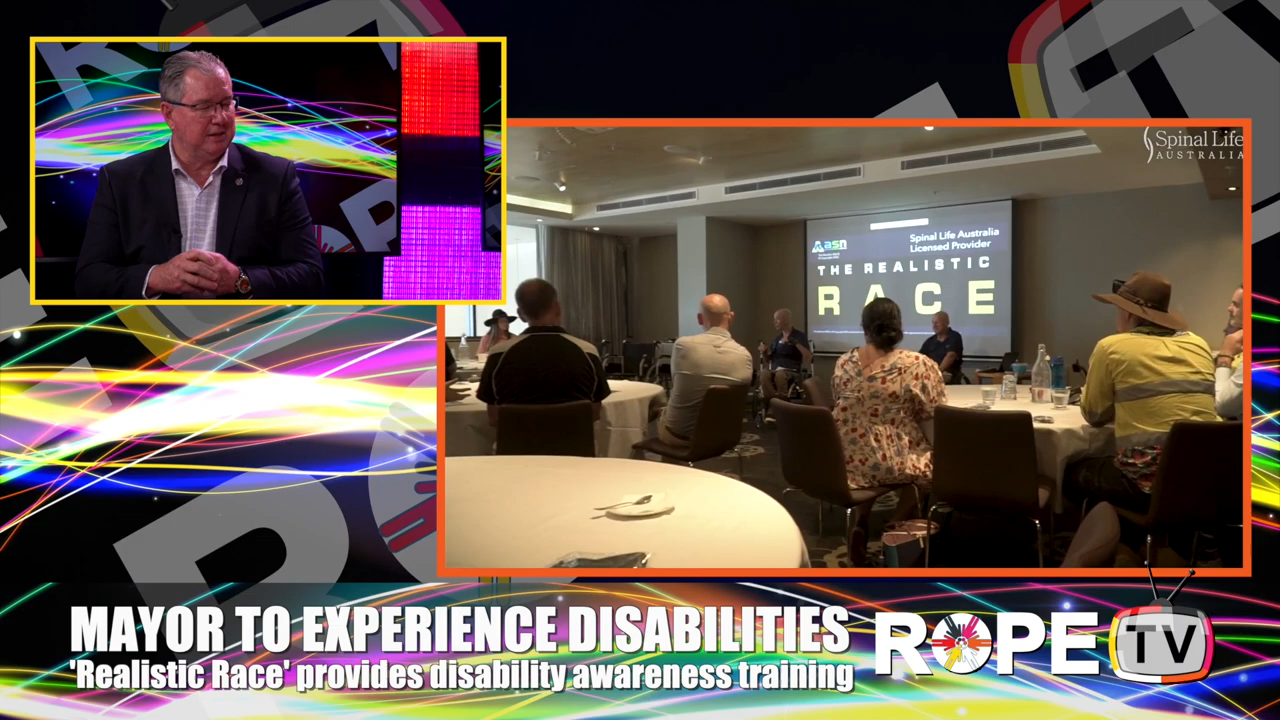 Spinal Life
AUSTRALIA
asn
Spinal Life Australia
Licensed Provider
THE REALISTIC
RACE
MAYOR TO EXPERIENCE DISABILITIES
'Realistic Race' provides disability awareness training
ROPE TV